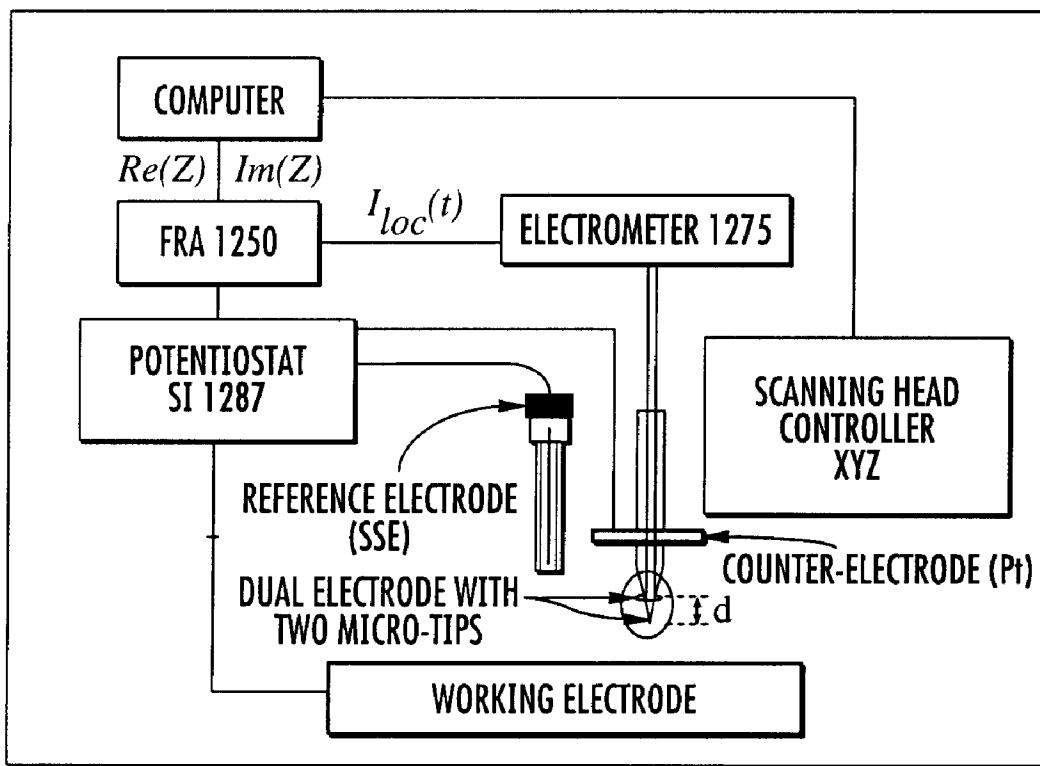 COMPUTER
Re(Z) Im(Z)
I_loc(t)
FRA 1250
ELECTROMETER 1275
POTENTIOSTAT
SI 1287
SCANNING HEAD
CONTROLLER
XYZ
REFERENCE ELECTRODE
(SSE)
COUNTER-ELECTRODE (Pt)
DUAL ELECTRODE WITH
TWO MICRO-TIPS
d
WORKING ELECTRODE